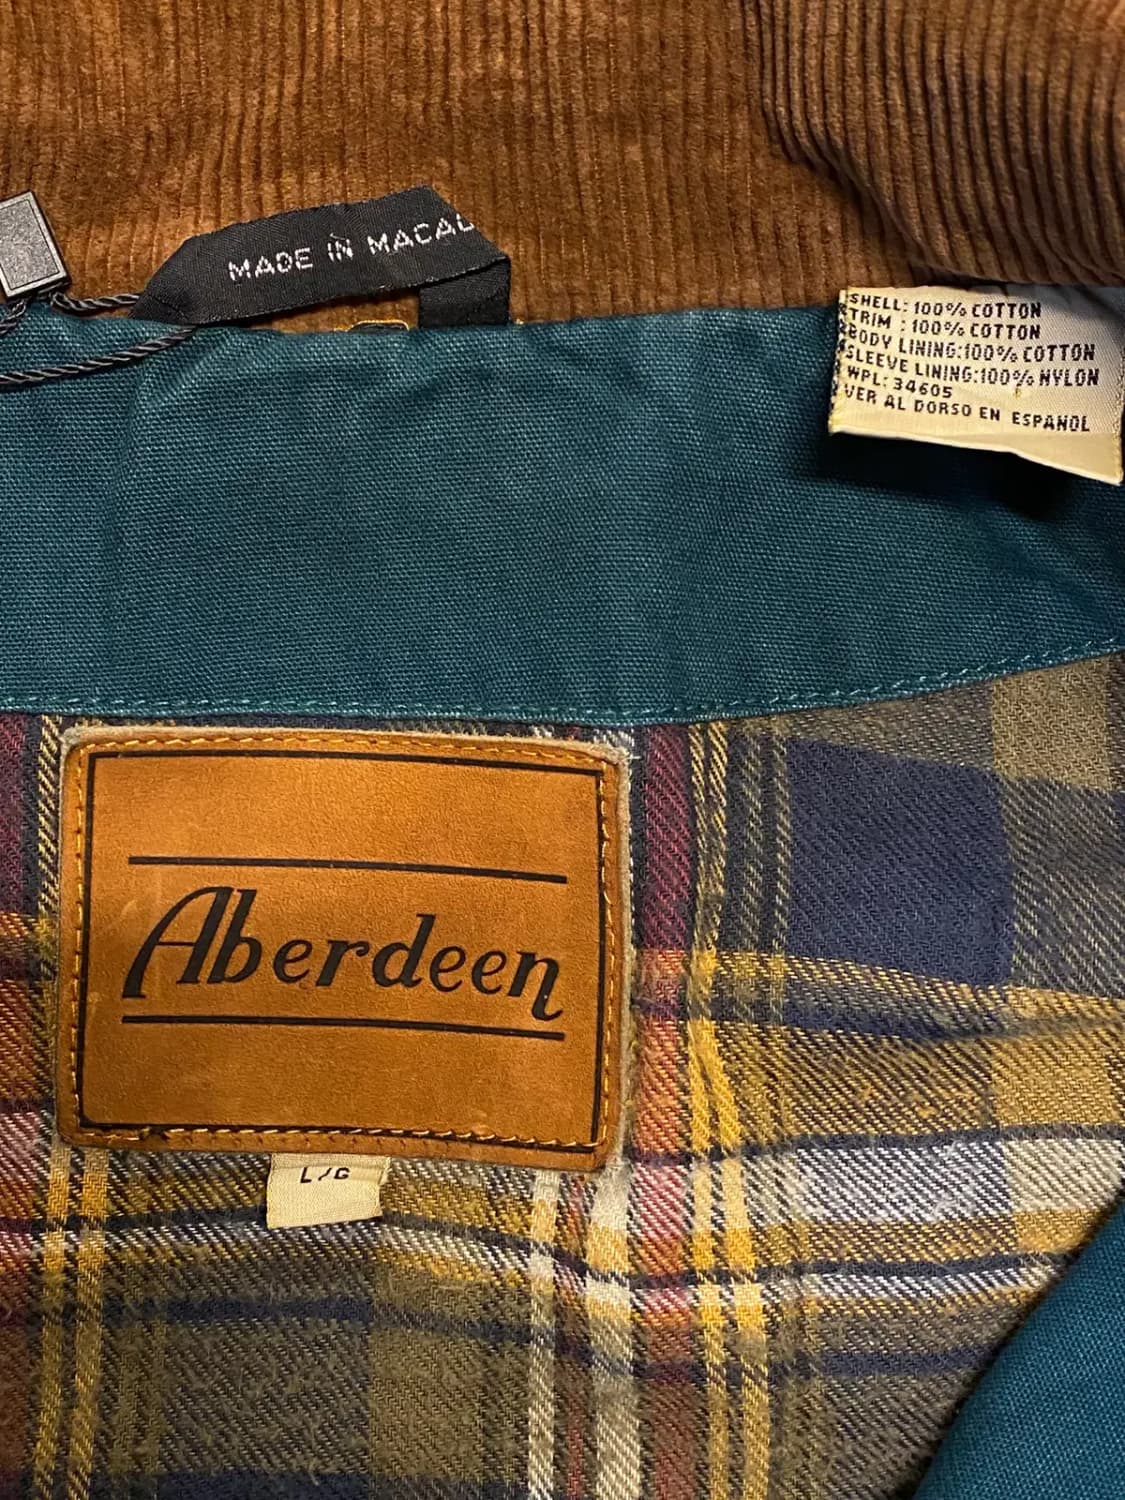 MADE IN MACAU
SHELL: 100% COTTON
TRIM : 100% COTTON
BODY LINING:100% COTTON
SLEEVE LINING:100% NYLON
WPL: 34605
VER AL DORSO EN ESPAÑOL
Aberdeen
L/G